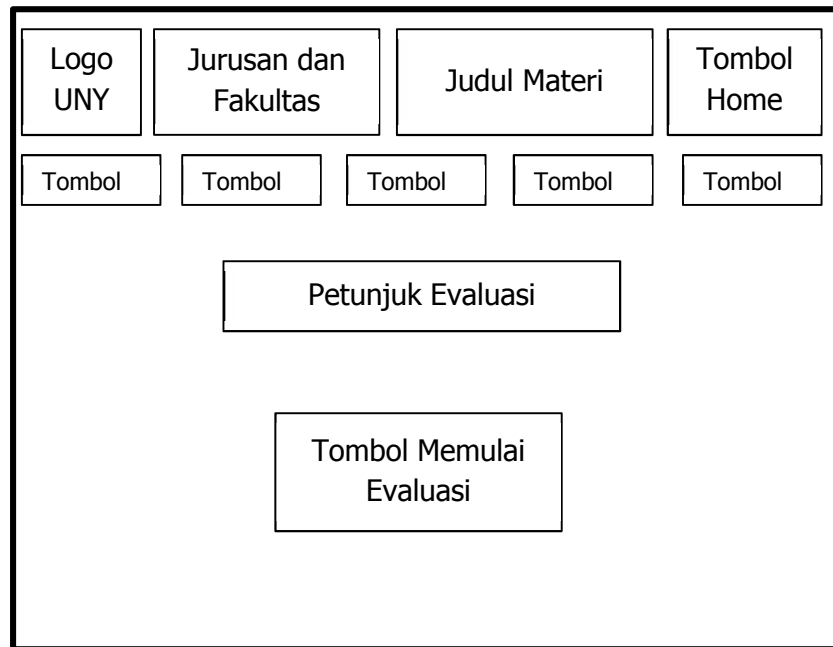 Logo
UNY
Jurusan dan
Fakultas
Judul Materi
Tombol
Home
Tombol
Tombol
Tombol
Tombol
Tombol
Petunjuk Evaluasi
Tombol Memulai
Evaluasi